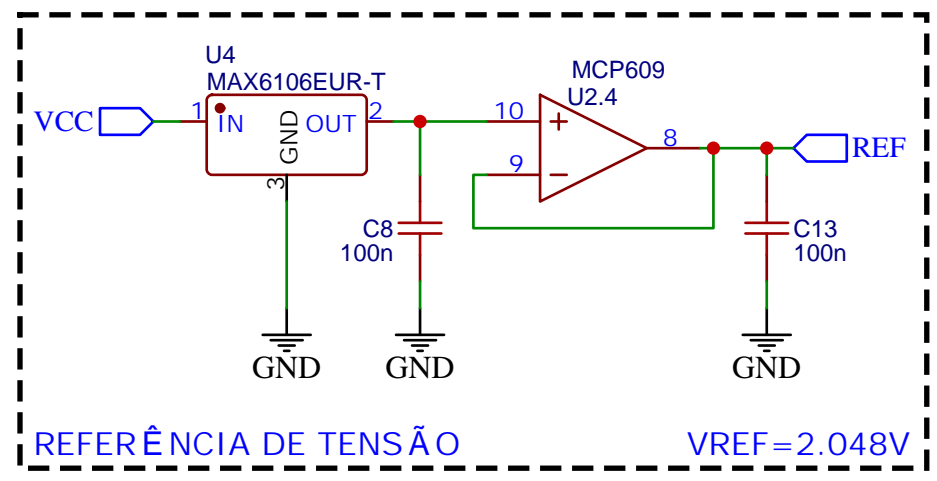 U4
MAX6106EUR-T
MCP609
U2.4
VCC
1
IN
GND
OUT
2
3
10
9
8
REF
C8
100n
C13
100n
GND
GND
GND
REFERÊNCIA DE TENSÃO
VREF=2.048V